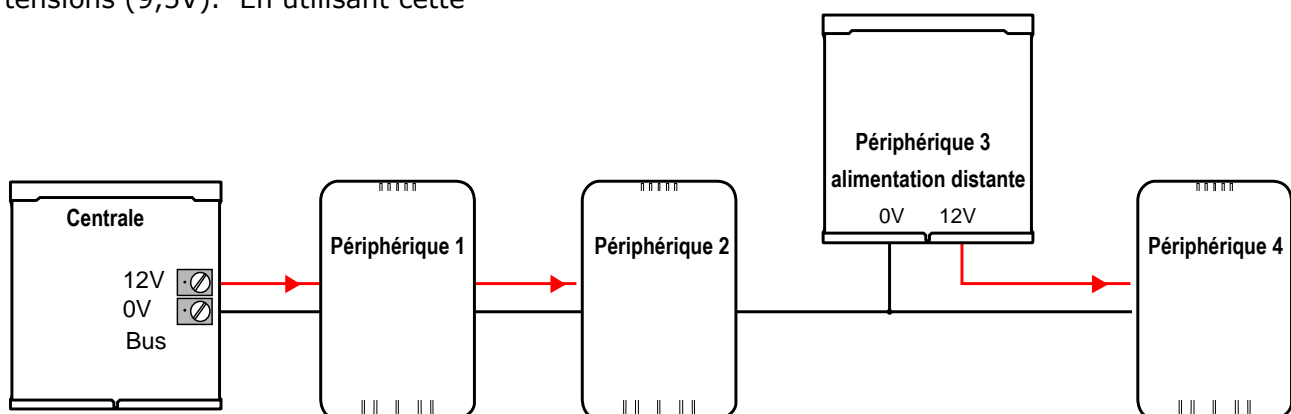 tensions (9,5V). En utilisant cette
Périphérique 3
alimentation distante
0V 12V
Centrale
Périphérique 1
Périphérique 2
Périphérique 4
12V
0V
Bus